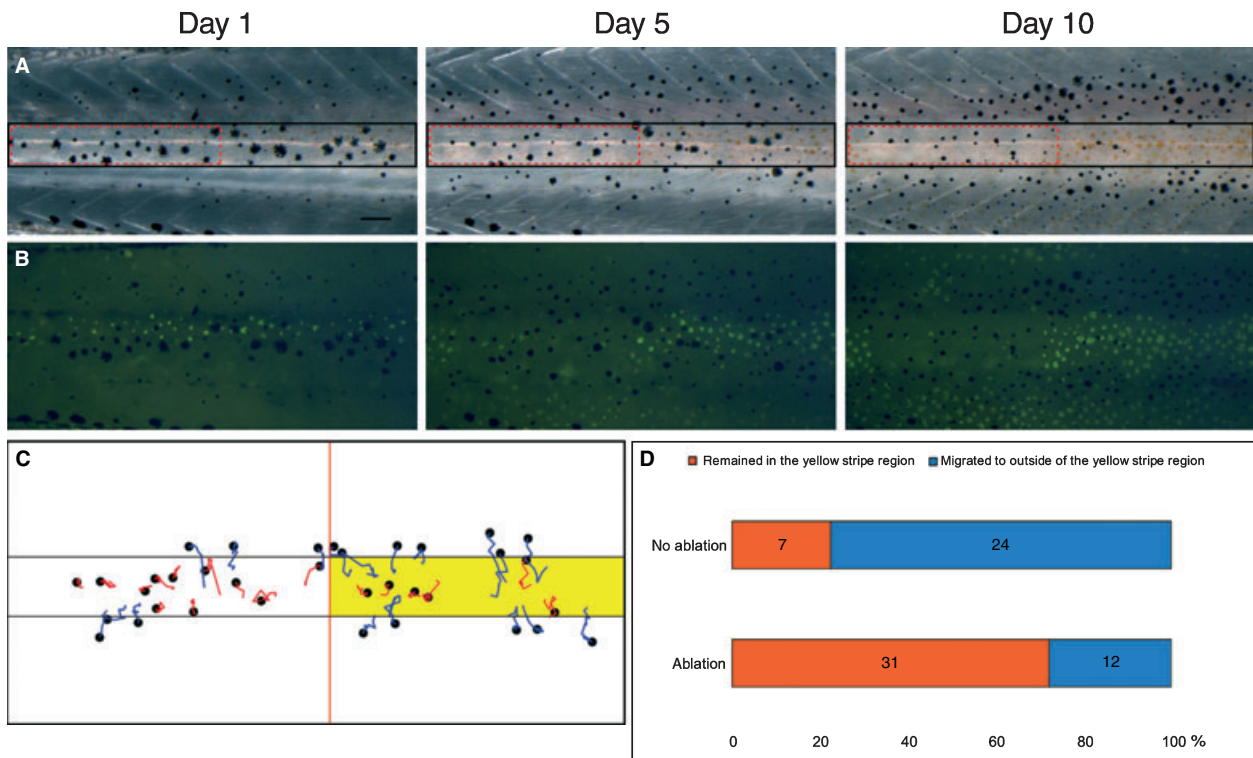 Day 1
Day 5
Day 10
A
B
C
D
Remained in the yellow stripe region
Migrated to outside of the yellow stripe region
No ablation
7
24
Ablation
31
12
0 20 40 60 80 100 %